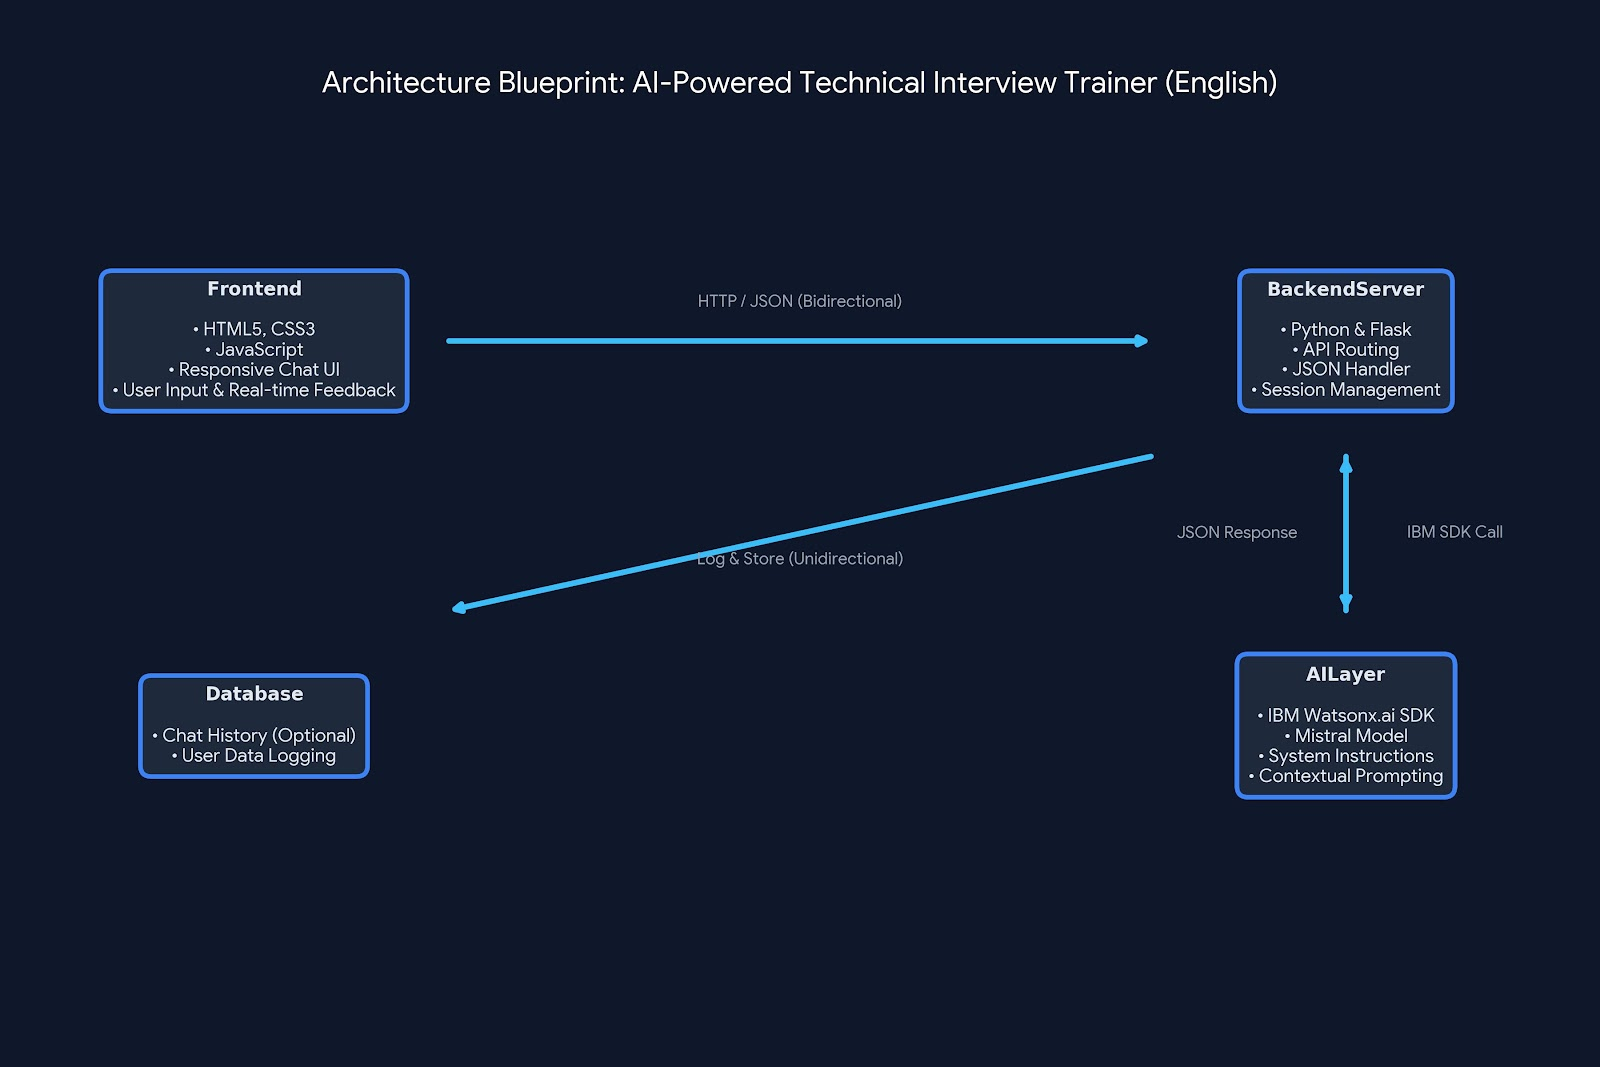 Architecture Blueprint: AI-Powered Technical Interview Trainer (English)
Frontend
• HTML5, CSS3
• JavaScript
• Responsive Chat UI
• User Input & Real-time Feedback
HTTP / JSON (Bidirectional)
BackendServer
• Python & Flask
• API Routing
• JSON Handler
• Session Management
JSON Response
IBM SDK Call
Log & Store (Unidirectional)
Database
• Chat History (Optional)
• User Data Logging
AILayer
• IBM Watsonx.ai SDK
• Mistral Model
• System Instructions
• Contextual Prompting